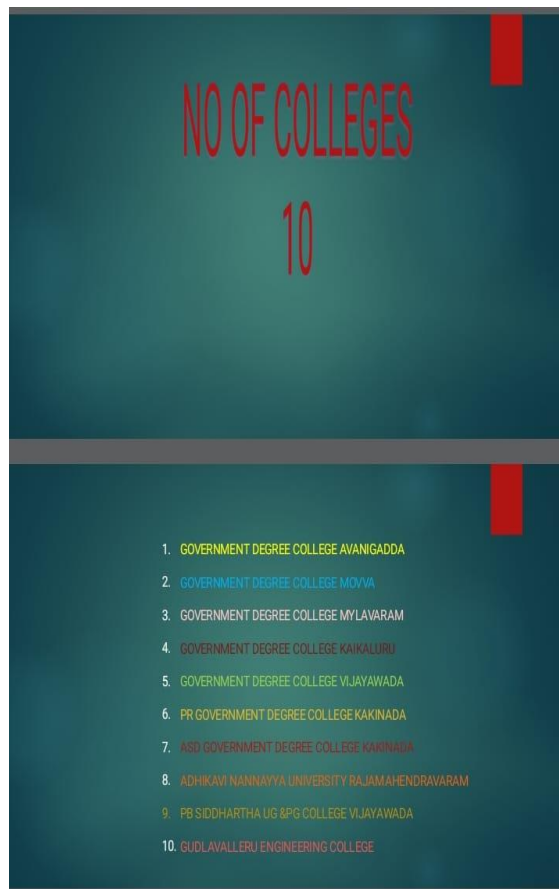 NO OF COLLEGES
10
1. GOVERNMENT DEGREE COLLEGE AVANIGADDA
2. GOVERNMENT DEGREE COLLEGE MOVVA
3. GOVERNMENT DEGREE COLLEGE MYLAVARAM
4. GOVERNMENT DEGREE COLLEGE KAIKALURU
5. GOVERNMENT DEGREE COLLEGE VIJAYAWADA
6. PR GOVERNMENT DEGREE COLLEGE KAKINADA
7. ASD GOVERNMENT DEGREE COLLEGE KAKINADA
8. ADHIKAVI NANNAYYA UNIVERSITY RAJAMAHENDRAVARAM
9. PB SIDDHARTHA UG &PG COLLEGE VIJAYAWADA
10. GUDLAVALLERU ENGINEERING COLLEGE